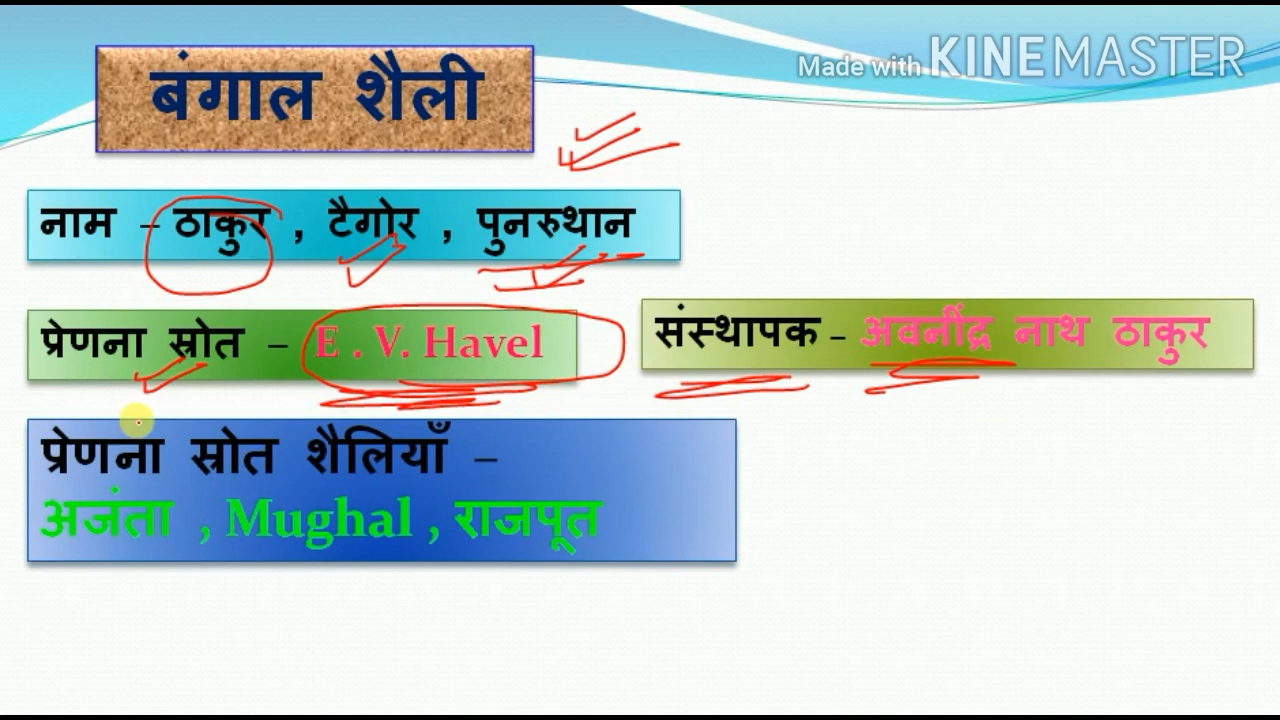 Made with KINEMASTER
बंगाल शैली
नाम – ठाकुर , टैगोर , पुनरुथान
प्रेणना स्रोत – E . V. Havel
संस्थापक – अवनींद्र नाथ ठाकुर
प्रेणना स्रोत शैलियाँ –
अजंता , Mughal , राजपूत